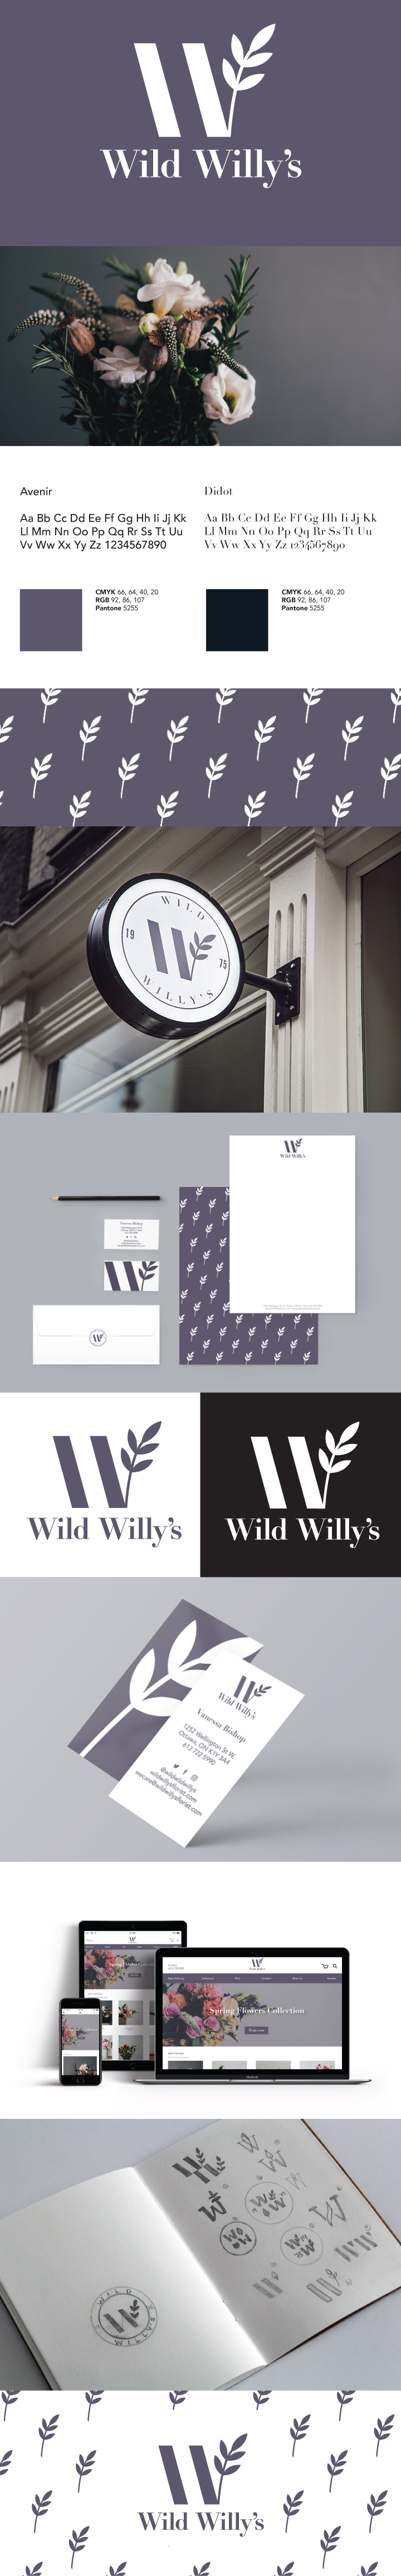 Wild Willy's
Avenir
Aa Bb Cc Dd Ee Ff Gg Hh Ii Jj Kk
Ll Mm Nn Oo Pp Qq Rr Ss Tt Uu
Vv Ww Xx Yy Zz 1234567890
Didot
Aa Bb Cc Dd Ee Ff Gg Hh Ii Jj Kk
Ll Mm Nn Oo Pp Qq Rr Ss Tt Uu
Vv Ww Xx Yy Zz 1234567890
CMYK 66, 64, 40, 20
RGB 92, 86, 107
Pantone 5255
CMYK 66, 64, 40, 20
RGB 92, 86, 107
Pantone 5255
WILD
19 75
WILLY'S
Wild Willy's
Vanessa Bishop
Wild Willy's
Wild Willy's
Wild Willy's
Vanessa Bishop
1252 Wellington St W.
Ottawa, ON K1Y 3A4
613 722 5990
@wildwillys
wildwillysflorist.com
wecare@wildwillysflorist.com
Spring Flowers Collection
Shop now
WILD
WILLY'S
Wild Willy's